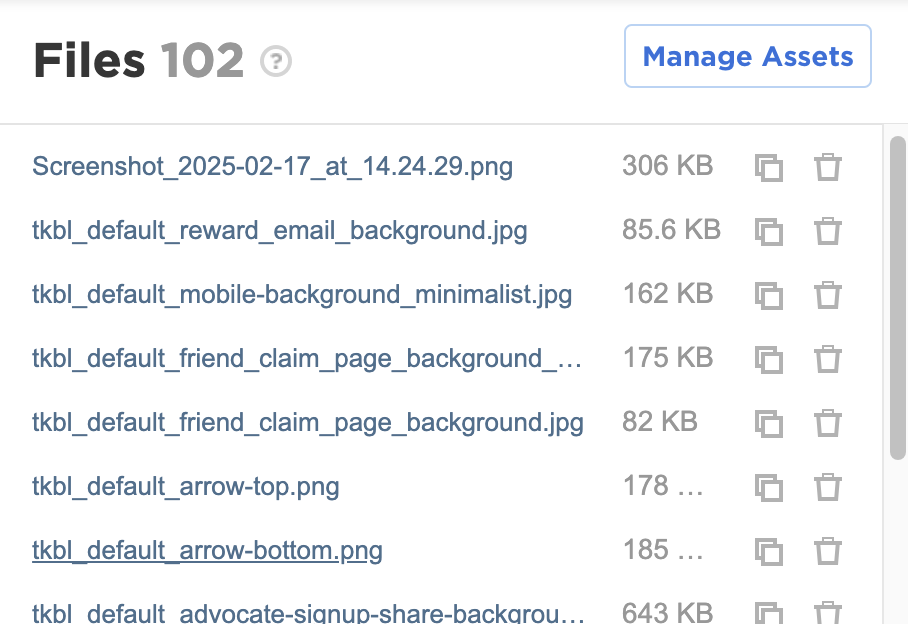 Files 102 ? Manage Assets
Screenshot_2025-02-17_at_14.24.29.png 306 KB
tkbl_default_reward_email_background.jpg 85.6 KB
tkbl_default_mobile-background_minimalist.jpg 162 KB
tkbl_default_friend_claim_page_background_... 175 KB
tkbl_default_friend_claim_page_background.jpg 82 KB
tkbl_default_arrow-top.png 178 ...
tkbl_default_arrow-bottom.png 185 ...
tkbl_default_advocate-signup-share-backgrou... 643 KB